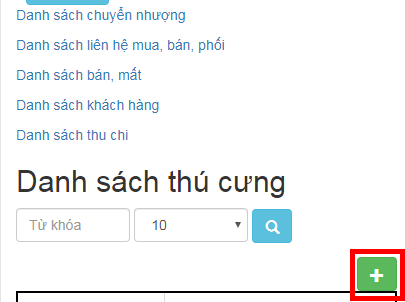 Danh sách chuyển nhượng
Danh sách liên hệ mua, bán, phối
Danh sách bán, mất
Danh sách khách hàng
Danh sách thu chi
Danh sách thú cưng
Từ khóa 10